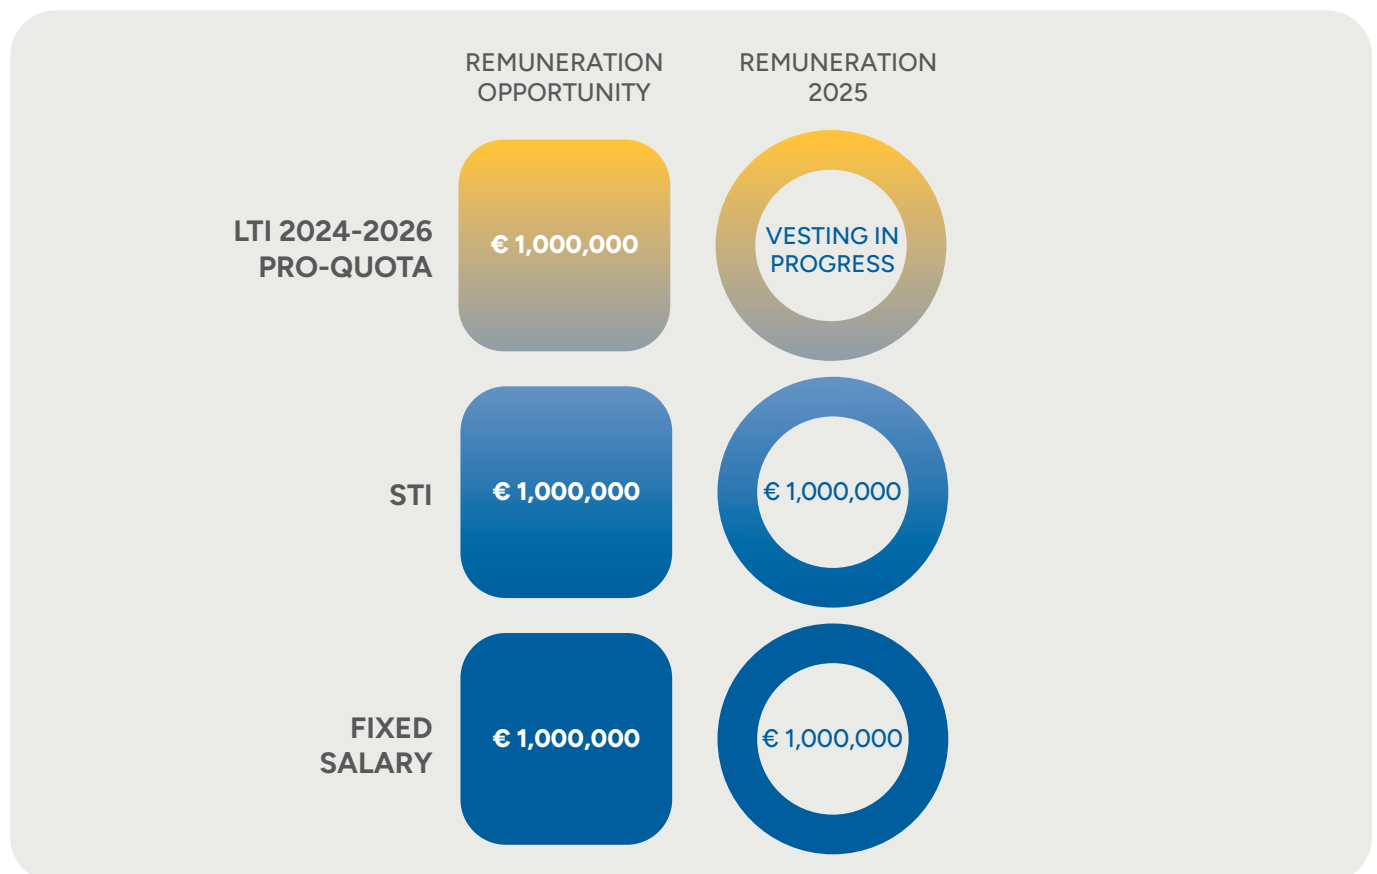 REMUNERATION
OPPORTUNITY
REMUNERATION
2025
LTI 2024-2026
PRO-QUOTA
€ 1,000,000
VESTING IN
PROGRESS
STI
€ 1,000,000
€ 1,000,000
FIXED
SALARY
€ 1,000,000
€ 1,000,000